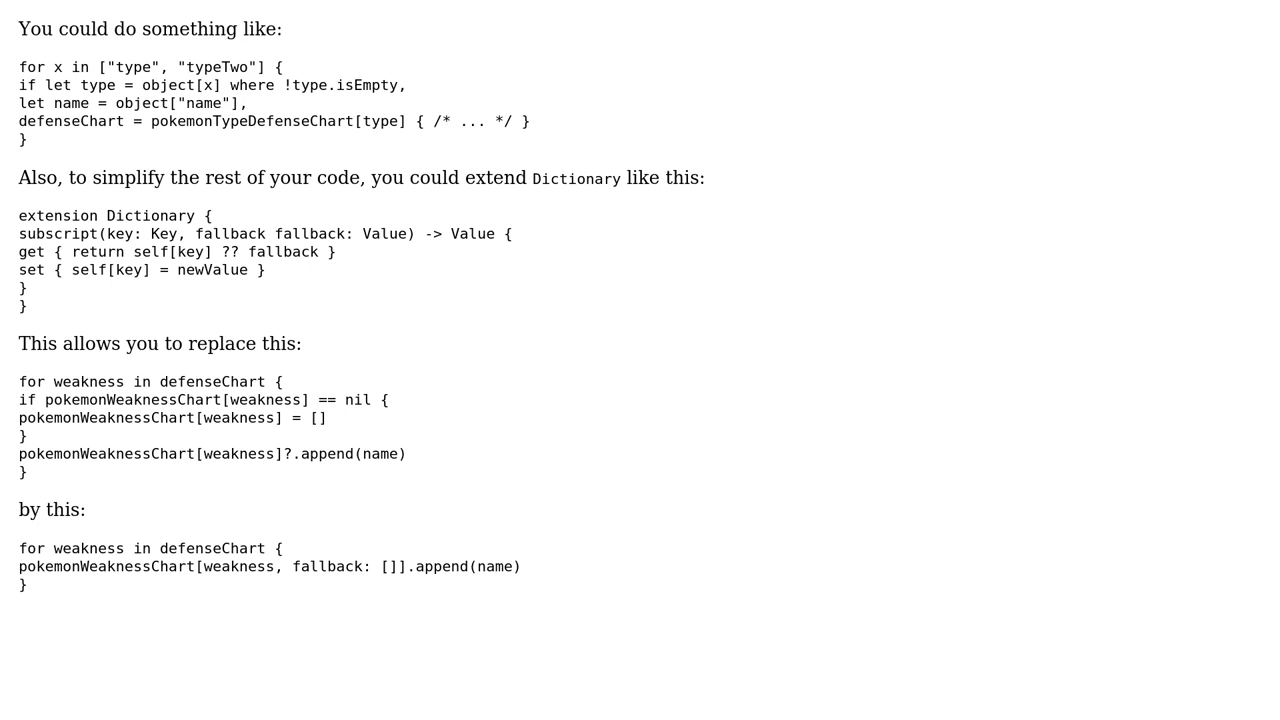 You could do something like:
for x in ["type", "typeTwo"] {
if let type = object[x] where !type.isEmpty,
let name = object["name"],
defenseChart = pokemonTypeDefenseChart[type] { /* ... */ }
}
Also, to simplify the rest of your code, you could extend Dictionary like this:
extension Dictionary {
subscript(key: Key, fallback fallback: Value) -> Value {
get { return self[key] ?? fallback }
set { self[key] = newValue }
}
}
This allows you to replace this:
for weakness in defenseChart {
if pokemonWeaknessChart[weakness] == nil {
pokemonWeaknessChart[weakness] = []
}
pokemonWeaknessChart[weakness]?.append(name)
}
by this:
for weakness in defenseChart {
pokemonWeaknessChart[weakness, fallback: []].append(name)
}